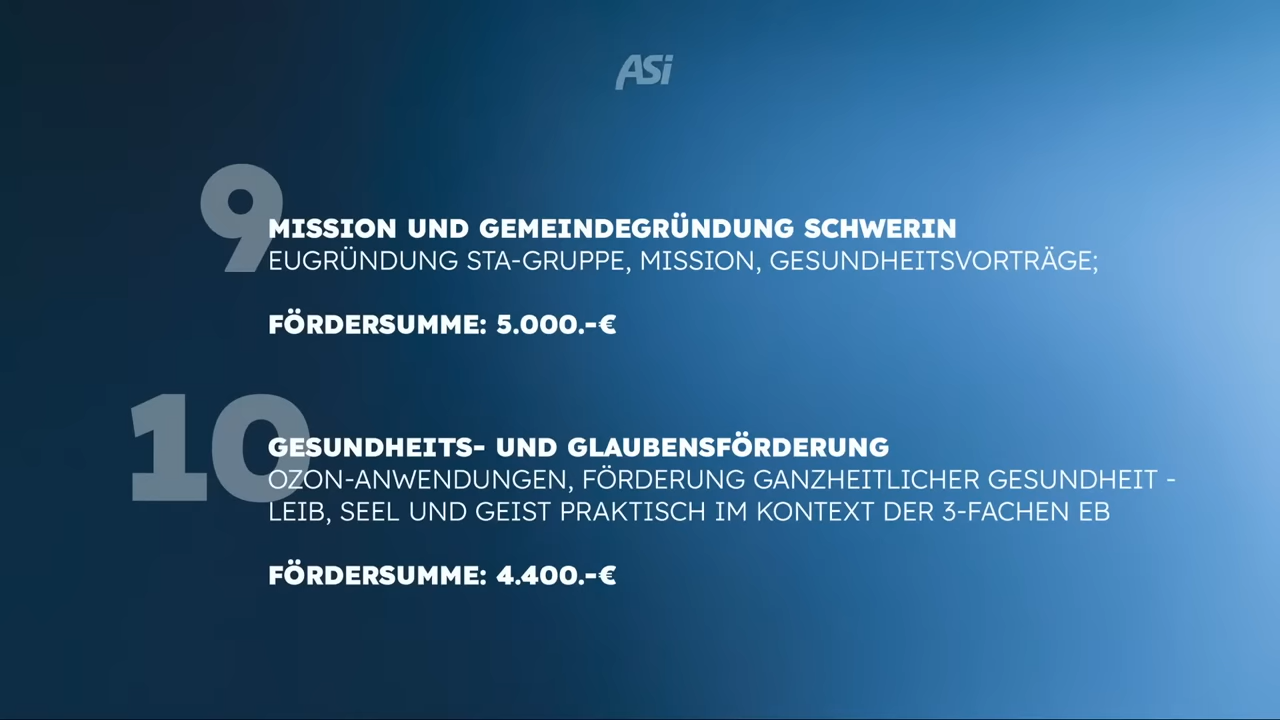 ASi
9
MISSION UND GEMEINDEGRÜNDUNG SCHWERIN
EUGRÜNDUNG STA-GRUPPE, MISSION, GESUNDHEITSVORTRÄGE;
FÖRDERSUMME: 5.000.-€
10
GESUNDHEITS- UND GLAUBENSFÖRDERUNG
OZON-ANWENDUNGEN, FÖRDERUNG GANZHEITLICHER GESUNDHEIT -
LEIB, SEEL UND GEIST PRAKTISCH IM KONTEXT DER 3-FACHEN EB
FÖRDERSUMME: 4.400.-€